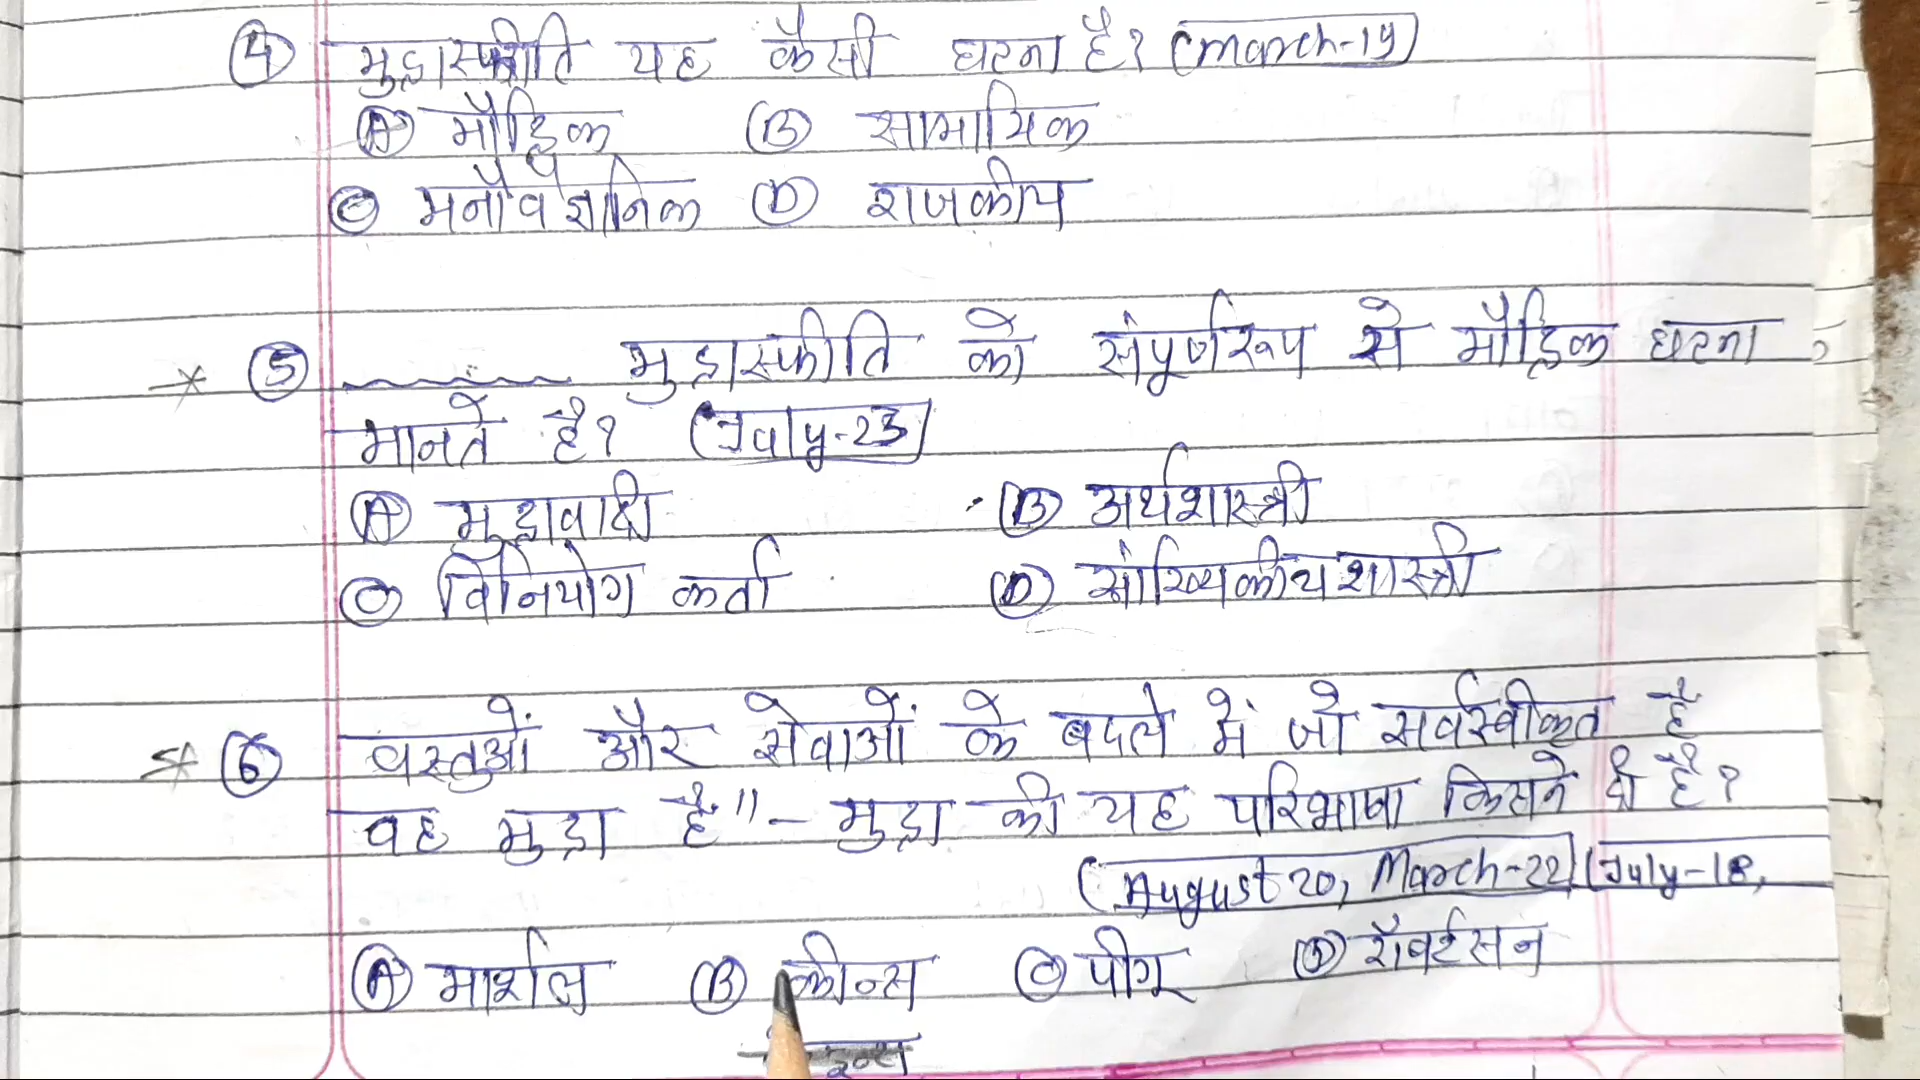 ④ मुद्रास्फीति यह कैसी घटना है? (March-19)
Ⓐ मौद्रिक Ⓑ सामायिक
Ⓒ मनोवैज्ञानिक Ⓓ राजकीय
⑤ मुद्रास्फीति को संपूर्णरूप से मौद्रिक घटना
मानते है? (July-23)
Ⓐ मुद्रावादी Ⓑ अर्थशास्त्री
Ⓒ विनियोग कर्ता Ⓓ सांख्यिकीयशास्त्री
⑥ वस्तुओं और सेवाओं के बदले में जो सर्वस्वीकृत है
वह मुद्रा है" - मुद्रा की यह परिभाषा किसने दी है?
(August 20, March-22) (July-18,
Ⓐ मार्शल Ⓑ कीन्स Ⓒ पीगू Ⓓ रॉबर्टसन